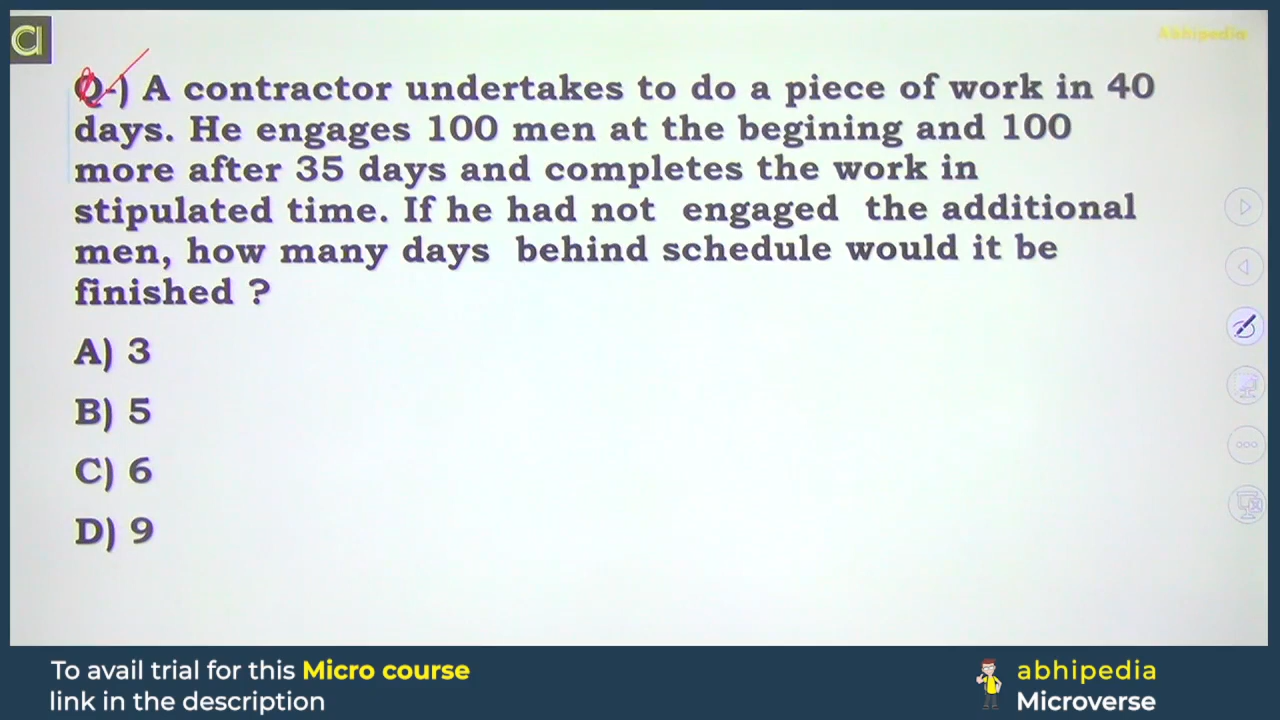 Abhipedia
Q-) A contractor undertakes to do a piece of work in 40
days. He engages 100 men at the begining and 100
more after 35 days and completes the work in
stipulated time. If he had not engaged the additional
men, how many days behind schedule would it be
finished ?
A) 3
B) 5
C) 6
D) 9
To avail trial for this Micro course
link in the description
abhipedia
Microverse